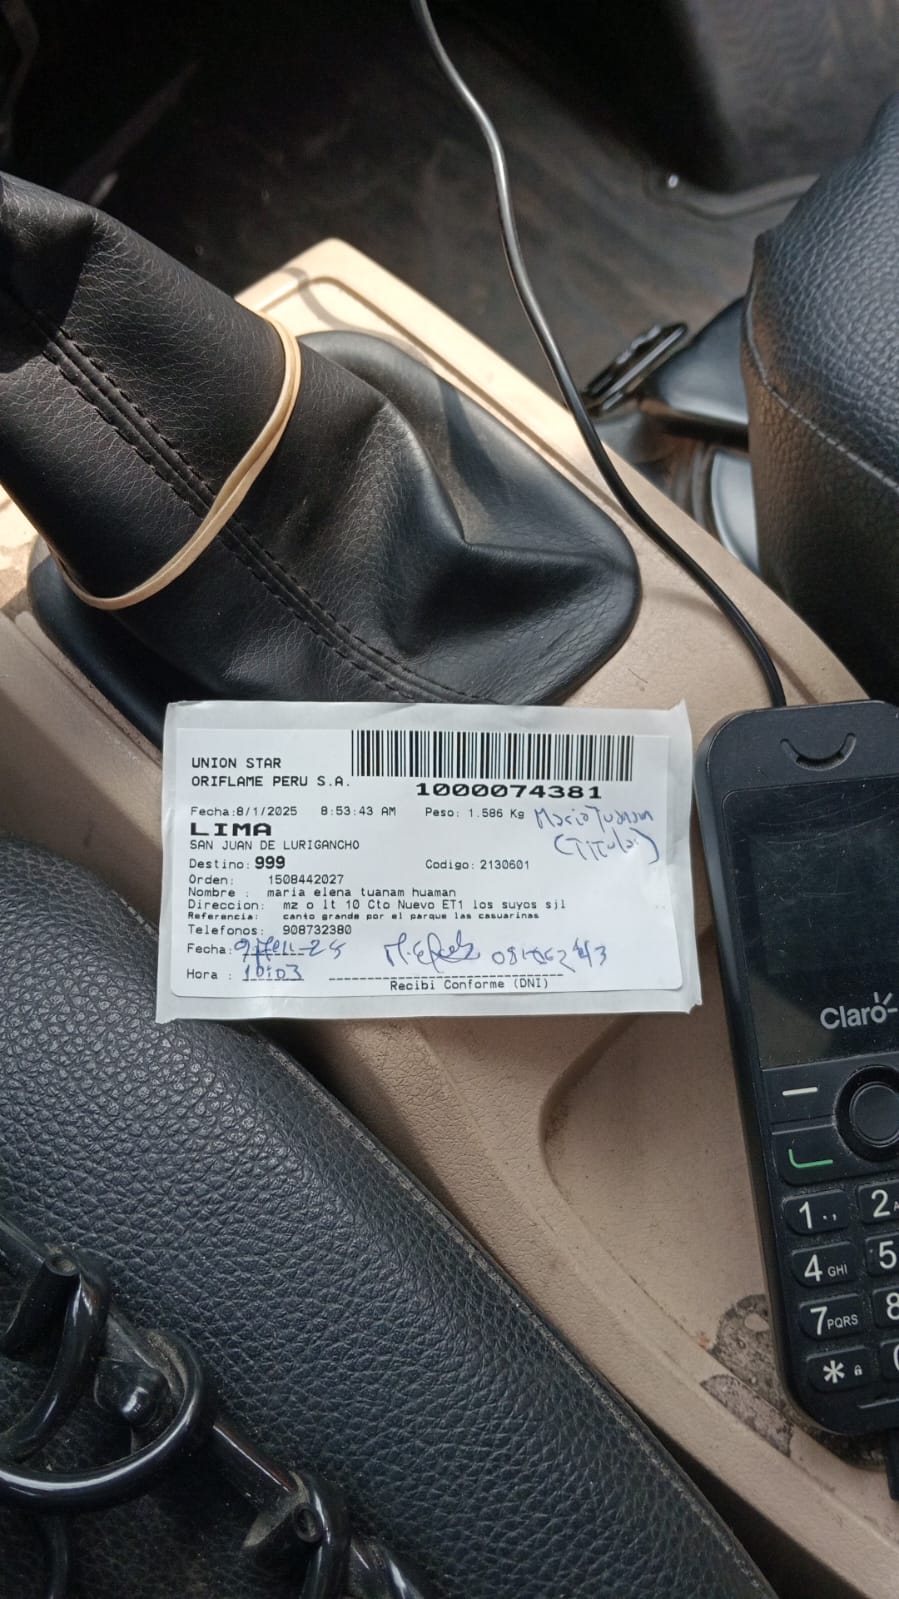 UNION STAR
ORIFLAME PERU S.A.
1000074381
Fecha:8/1/2025 8:53:43 AM Peso: 1.586 Kg
Maria Tuanam
(Titular)
LIMA
SAN JUAN DE LURIGANCHO
Destino: 999 Codigo: 2130601
Orden: 1508442027
Nombre : maria elena tuanam huaman
Direccion: mz o lt 10 Cto Nuevo ET1 los suyos sjl
Referencia: canto grande por el parque las casuarinas
Telefonos: 908732380
Fecha:
Hora : 10:03
Recibi Conforme (DNI)
Claro
1 .,
2
4 GHI
5
7 PQRS
8
*